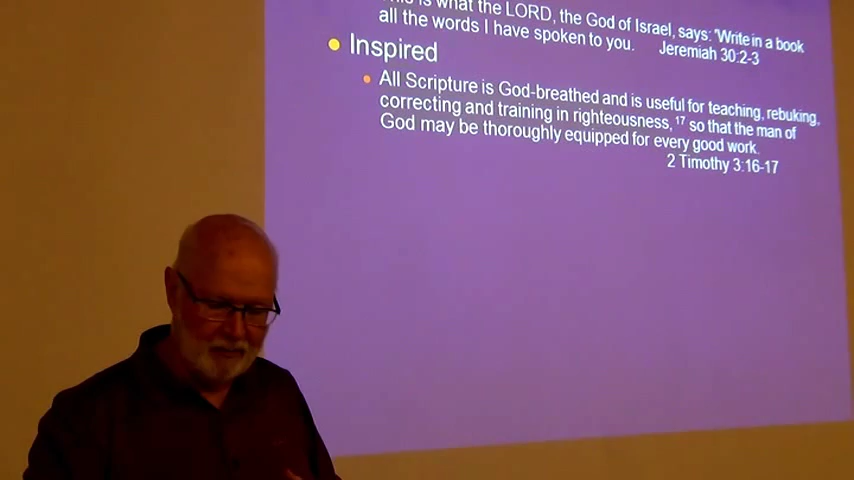 is what the LORD, the God of Israel, says: 'Write in a book
all the words I have spoken to you. Jeremiah 30:2-3
Inspired
All Scripture is God-breathed and is useful for teaching, rebuking,
correcting and training in righteousness, ¹⁷ so that the man of
God may be thoroughly equipped for every good work.
2 Timothy 3:16-17